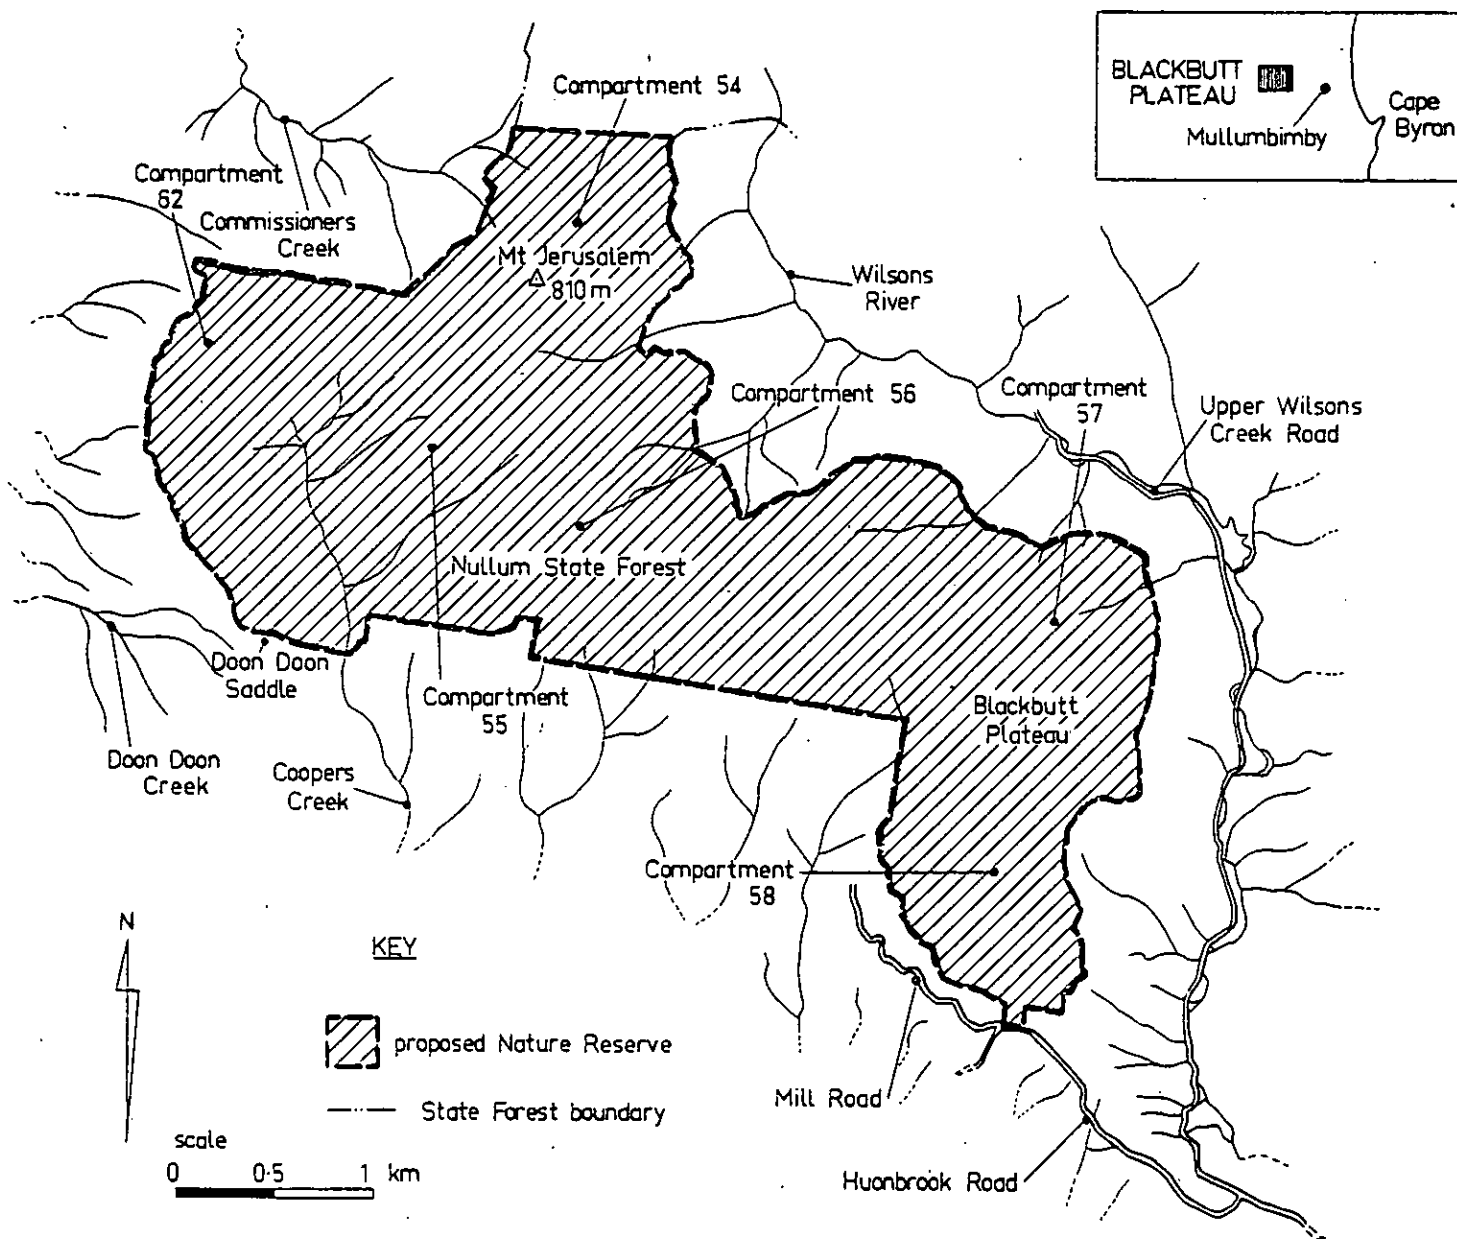 Compartment 54
BLACKBUTT
PLATEAU
Cape
Byron
Mullumbimby
Compartment
62
Commissioners
Creek
Mt Jerusalem
810m
Wilsons
River
Compartment 56
Compartment
57
Upper Wilsons
Creek Road
Nullum State Forest
Doon Doon
Saddle
Compartment
55
Blackbutt
Plateau
Doon Doon
Creek
Coopers
Creek
Compartment
58
N
KEY
proposed Nature Reserve
State Forest boundary
Mill Road
scale
0 0·5 1 km
Huonbrook Road